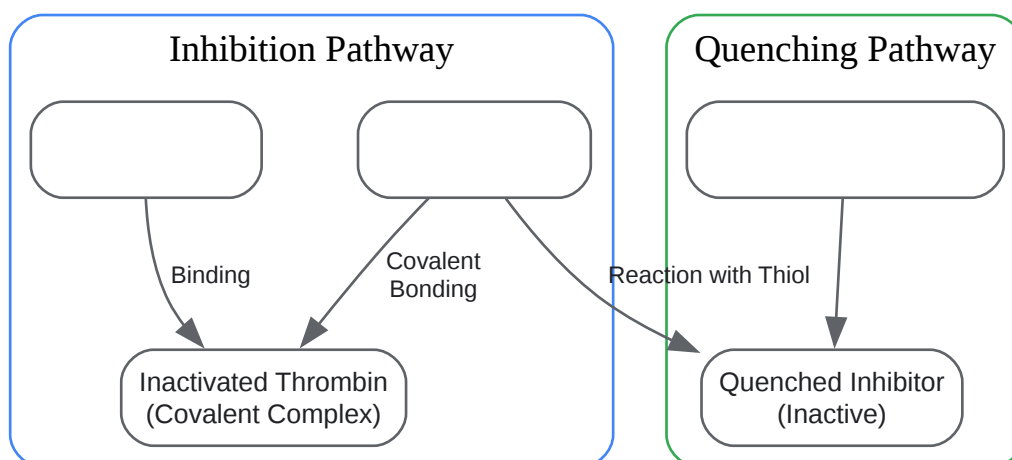 Inhibition Pathway
Quenching Pathway
Binding
Covalent
Bonding
Reaction with Thiol
Inactivated Thrombin
(Covalent Complex)
Quenched Inhibitor
(Inactive)